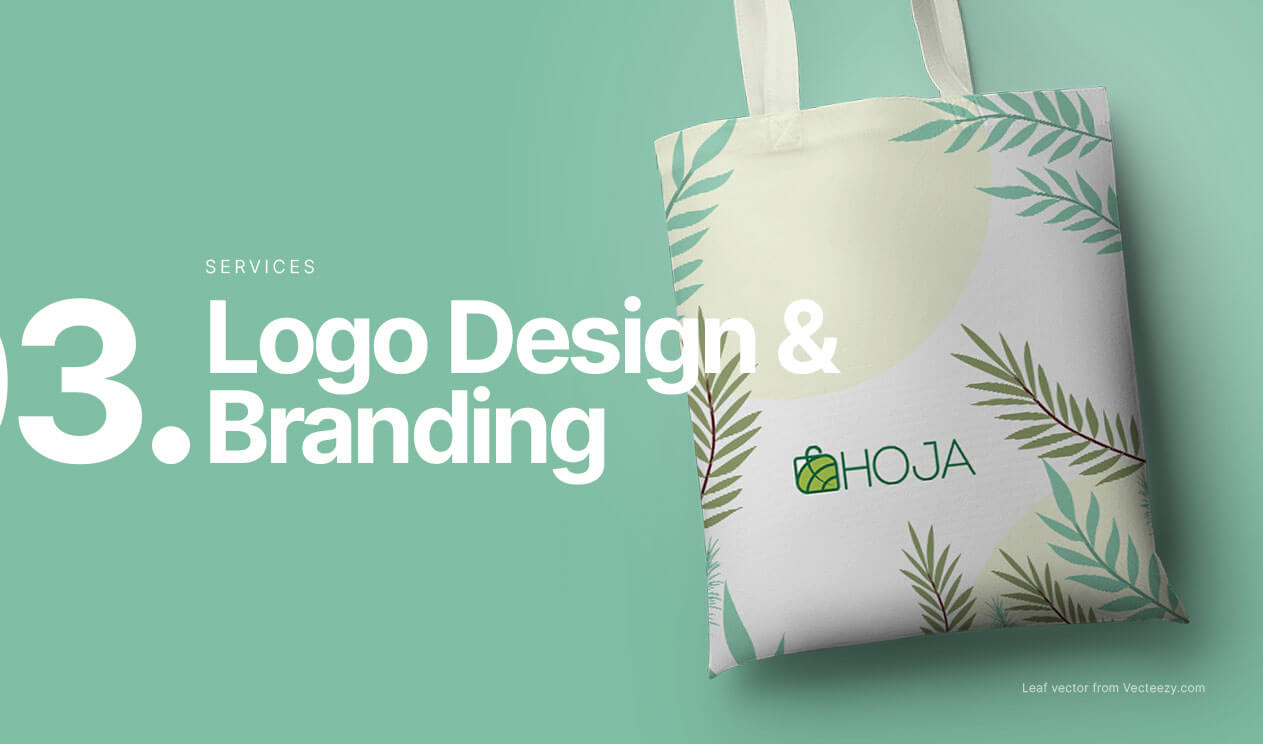 SERVICES
03.
Logo Design &
Branding
HOJA
Leaf vector from Vecteezy.com